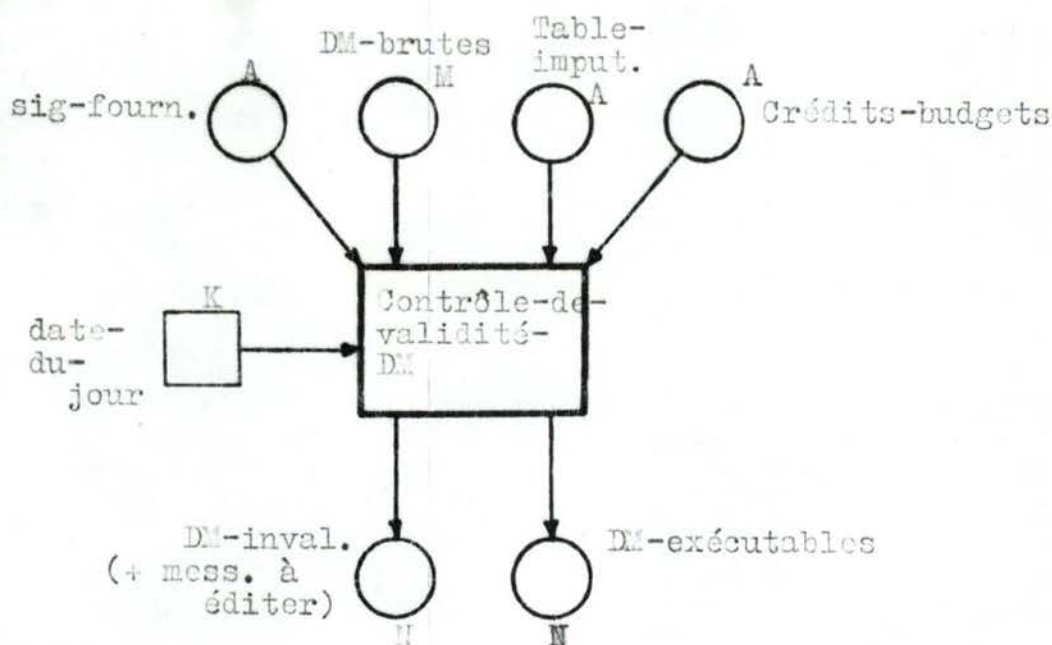 sig-fourn.
A
DM-brutes
M
Table-
imput.
A
A
Crédits-budgets
date-
du-
jour
K
Contrôle-de-
validité-
DM
DM-inval.
(+ mess. à
éditer)
N
DM-exécutables
N